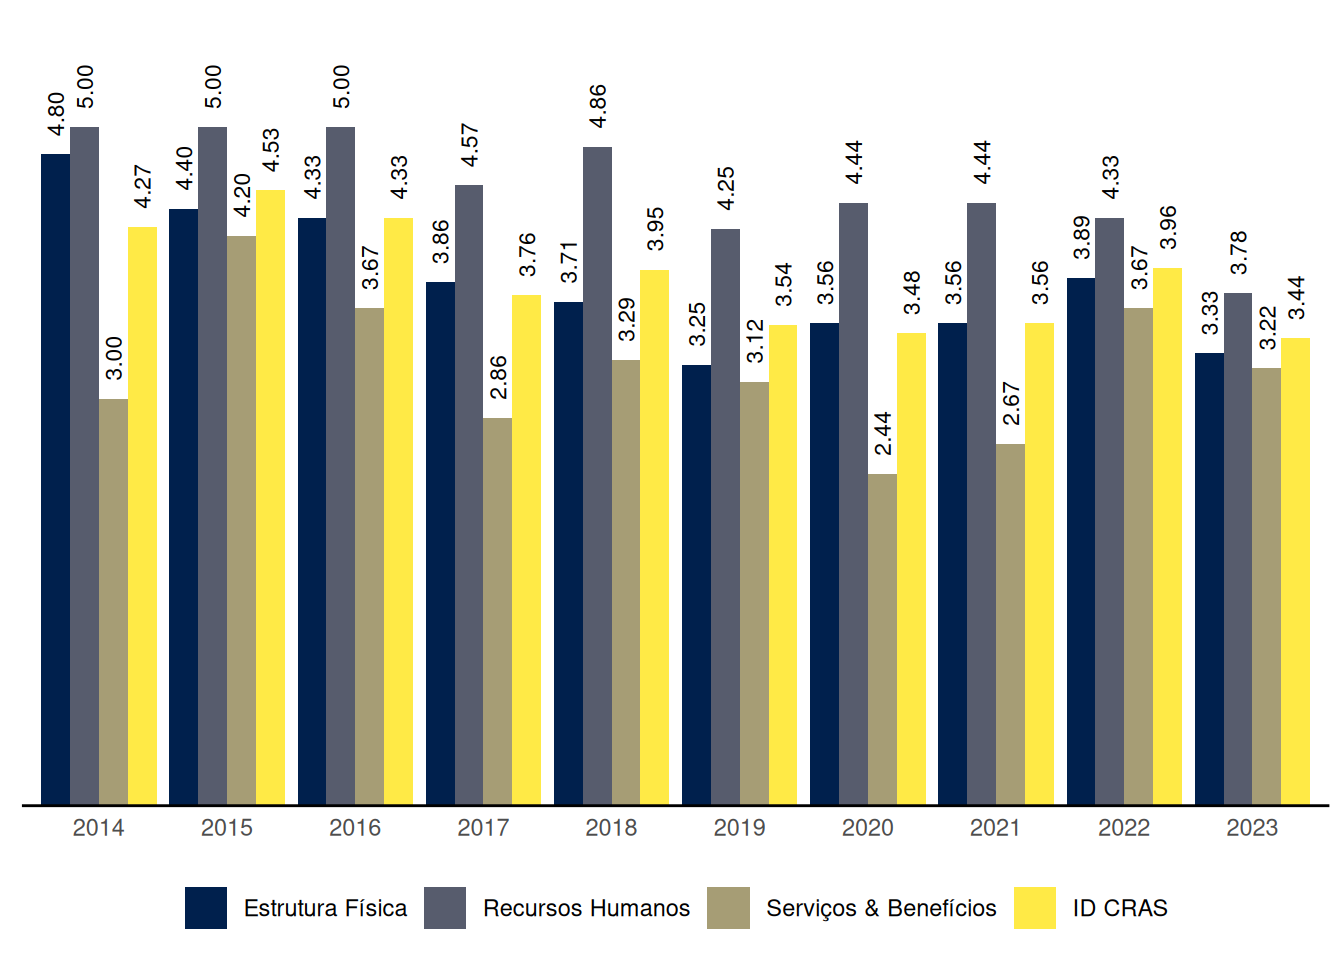 4.80 5.00 3.00 4.27 4.40 5.00 4.20 4.53 4.33 5.00 3.67 4.33 3.86 4.57 2.86 3.76 3.71 4.86 3.29 3.95 3.25 4.25 3.12 3.54 3.56 4.44 2.44 3.48 3.56 4.44 2.67 3.56 3.89 4.33 3.67 3.96 3.33 3.78 3.22 3.44
2014 2015 2016 2017 2018 2019 2020 2021 2022 2023
Estrutura Física Recursos Humanos Serviços & Benefícios ID CRAS